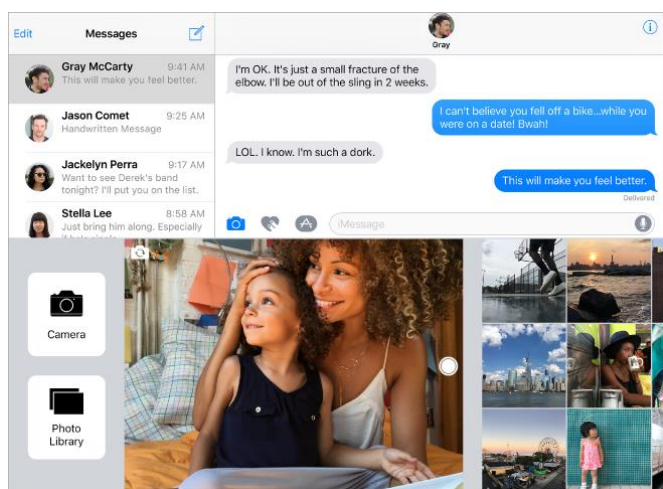 Edit
Messages
Gray McCarty 9:41 AM
This will make you feel better.
Jason Comet 9:25 AM
Handwritten Message
Jackelyn Perra 9:17 AM
Want to see Derek's band
tonight? I'll put you on the list.
Stella Lee 8:58 AM
Just bring him along. Especially
Gray
I'm OK. It's just a small fracture of the
elbow. I'll be out of the sling in 2 weeks.
I can't believe you fell off a bike...while you
were on a date! Bwah!
LOL. I know. I'm such a dork.
This will make you feel better.
Delivered
iMessage
Camera
Photo
Library